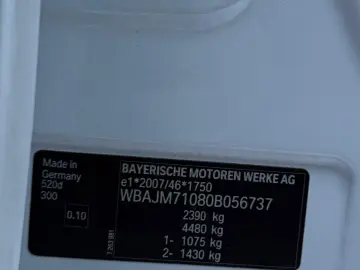 BAYERISCHE MOTOREN WERKE AG
e1*2007/46*1750
WBAJM71080B056737
2390 kg
4480 kg
1- 1075 kg
2- 1430 kg
Made in
Germany
520d
300
0.10